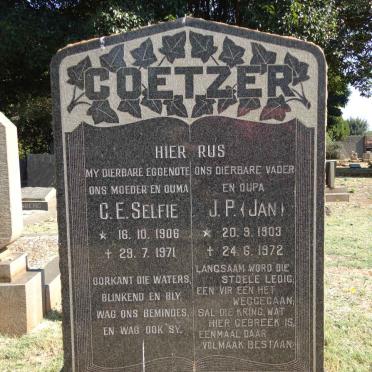 COETZER
HIER RUS
MY DIERBARE EGGENOTE
ONS MOEDER EN OUMA
C.E. SELFIE
★ 16. 10. 1906
✝ 29. 7. 1971
OORKANT DIE WATERS,
BLINKEND EN BLY,
WAG ONS BEMINDES,
EN WAG OOK SY.
ONS DIERBARE VADER
EN OUPA
J.P. (JAN)
★ 20. 9. 1903
✝ 24. 6. 1972
LANGSAAM WORD DIE
STOELE LEDIG,
EEN VIR EEN HET
WEGGEGAAN,
SAL DIE KRING, WAT
HIER GEBREEK IS,
EENMAAL DAAR
VOLMAAK BESTAAN.